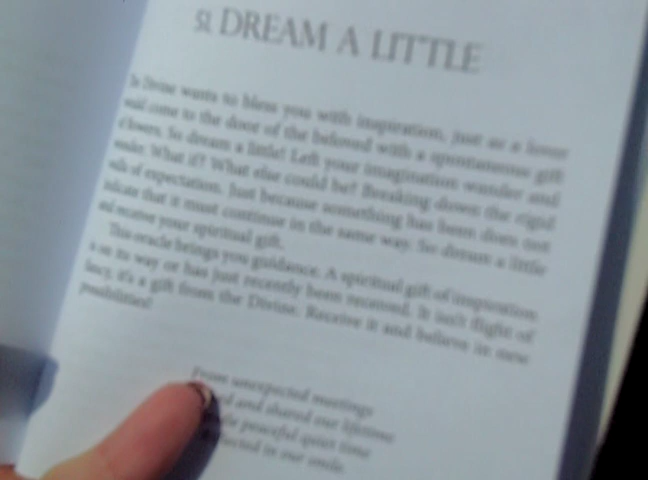 51. DREAM A LITTLE
Divine wants to bless you with inspiration, just as a lover
come to the door of the beloved with a spontaneous gift
So dream a little! Left your imagination wander and
What if? What else could be? Breaking down the rigid
of expectation. Just because something has been does not
indicate that it must continue in the same way. So dream a little
and receive your spiritual gift.
This oracle brings you guidance. A spiritual gift of inspiration
is on its way or has just recently been received. It isn't flight of
fancy, it's a gift from the Divine. Receive it and believe in new
possibilities!
From unexpected meetings
and shared our lifetime
peaceful quiet time
in our smile.